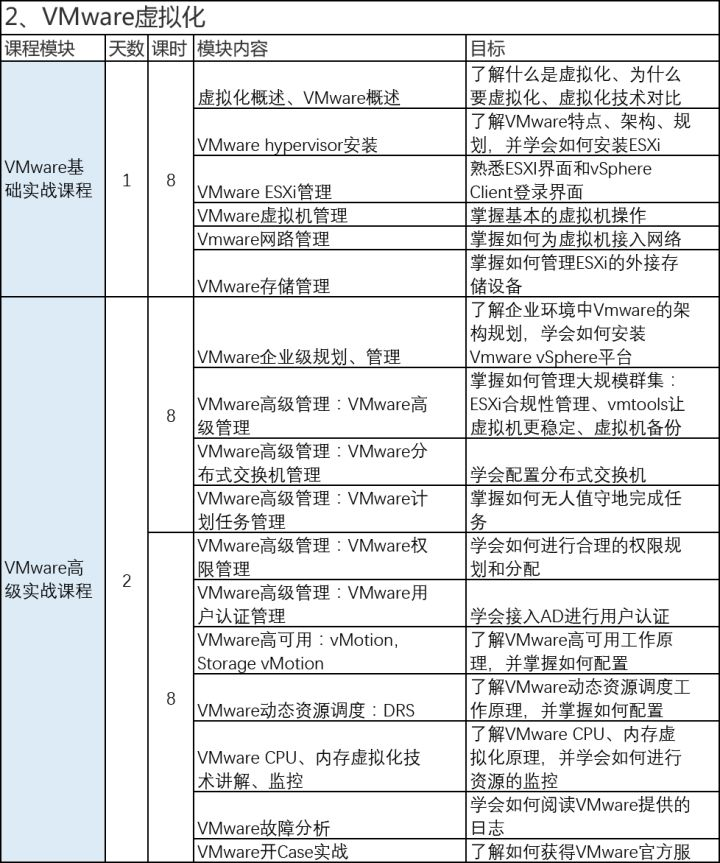 2、VMware虚拟化
课程模块 天数 课时 模块内容 目标
VMware基
础实战课程
1
8
虚拟化概述、VMware概述
了解什么是虚拟化、为什么
要虚拟化、虚拟化技术对比
VMware hypervisor安装
了解VMware特点、架构、规
划，并学会如何安装ESXi
VMware ESXi管理
熟悉ESXI界面和vSphere
Client登录界面
VMware虚拟机管理
掌握基本的虚拟机操作
Vmware网路管理
掌握如何为虚拟机接入网络
VMware存储管理
掌握如何管理ESXi的外接存
储设备
VMware高
级实战课程
2
8
VMware企业级规划、管理
了解企业环境中Vmware的架
构规划，学会如何安装
Vmware vSphere平台
VMware高级管理：VMware高
级管理
掌握如何管理大规模群集：
ESXi合规性管理、vmtools让
虚拟机更稳定、虚拟机备份
VMware高级管理：VMware分
布式交换机管理
学会配置分布式交换机
VMware高级管理：VMware计
划任务管理
掌握如何无人值守地完成任
务
8
VMware高级管理：VMware权
限管理
学会如何进行合理的权限规
划和分配
VMware高级管理：VMware用
户认证管理
学会接入AD进行用户认证
VMware高可用：vMotion，
Storage vMotion
了解VMware高可用工作原
理，并掌握如何配置
VMware动态资源调度：DRS
了解VMware动态资源调度工
作原理，并掌握如何配置
VMware CPU、内存虚拟化技
术讲解、监控
了解VMware CPU、内存虚
拟化原理，并学会如何进行
资源的监控
VMware故障分析
学会如何阅读VMware提供的
日志
VMware开Case实战
了解如何获得VMware官方服